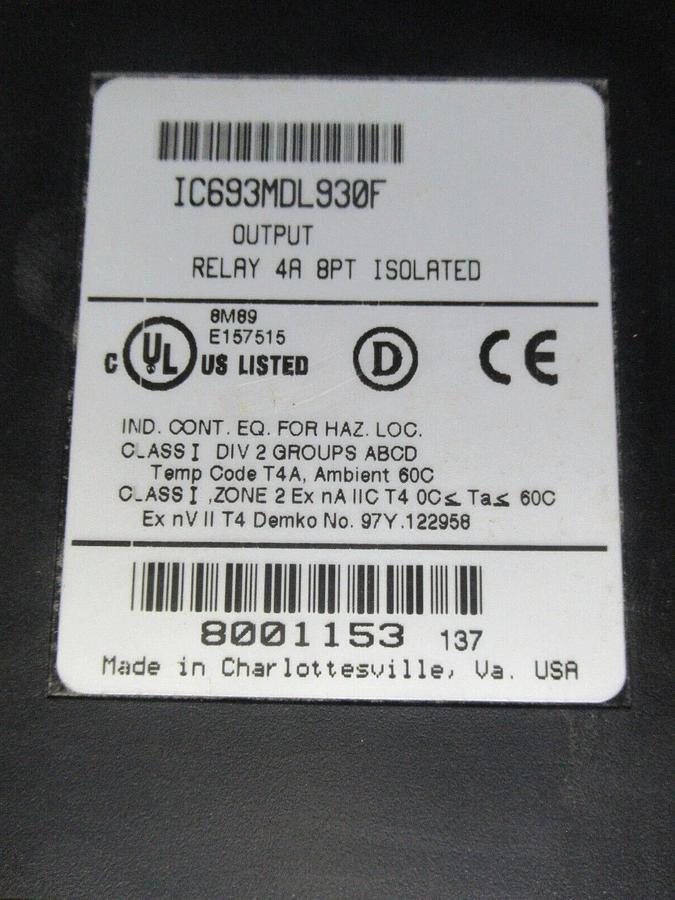 IC693MDL930F
OUTPUT
RELAY 4A 8PT ISOLATED
8M89
E157515
C UL US LISTED
D
CE
IND. CONT. EQ. FOR HAZ. LOC.
CLASS I DIV 2 GROUPS ABCD
Temp Code T4A, Ambient 60C
CLASS I ,ZONE 2 Ex nA IIC T4 0C≤ Ta≤ 60C
Ex nV II T4 Demko No. 97Y.122958
8001153 137
Made in Charlottesville, Va. USA